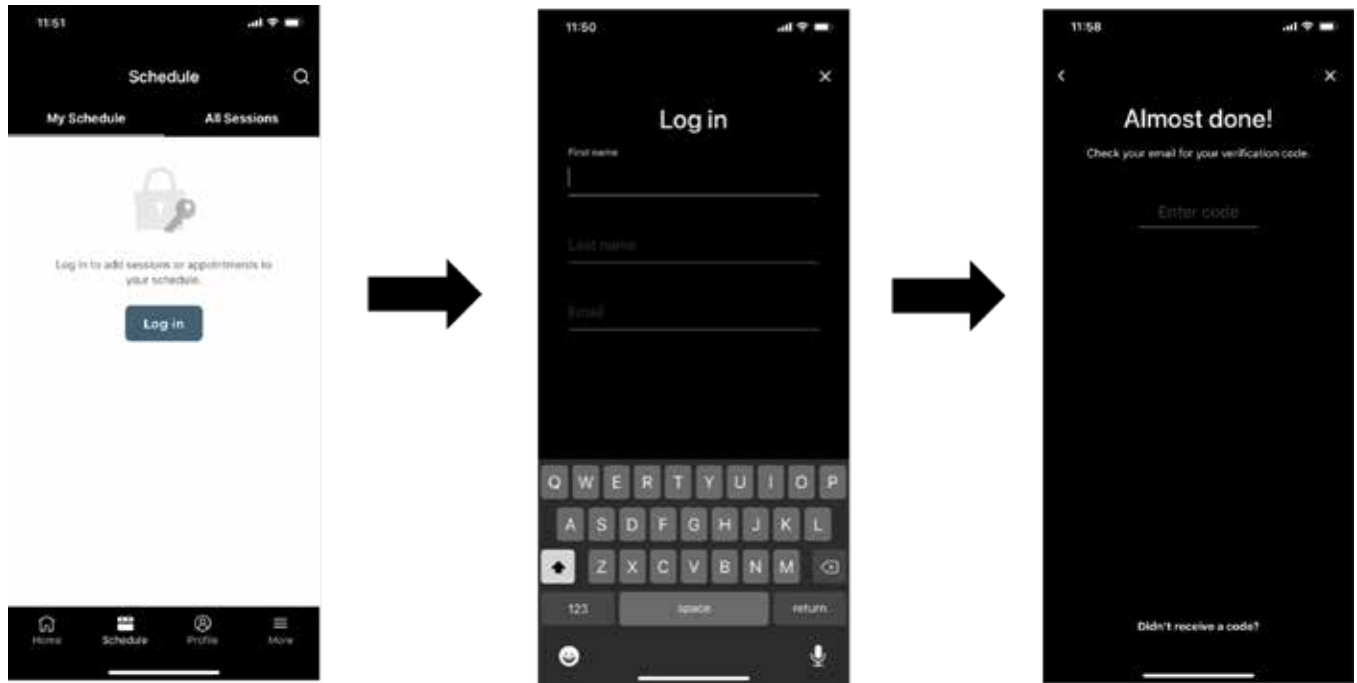 11:51
Schedule
My Schedule All Sessions
Log in to add sessions or appointments to
your schedule.
Log in
Home Schedule Profile More
11:50
Log in
First name
Last name
Email
Q W E R T Y U I O P
A S D F G H J K L
Z X C V B N M
123 space return
11:58
Almost done!
Check your email for your verification code.
Enter code
Didn't receive a code?